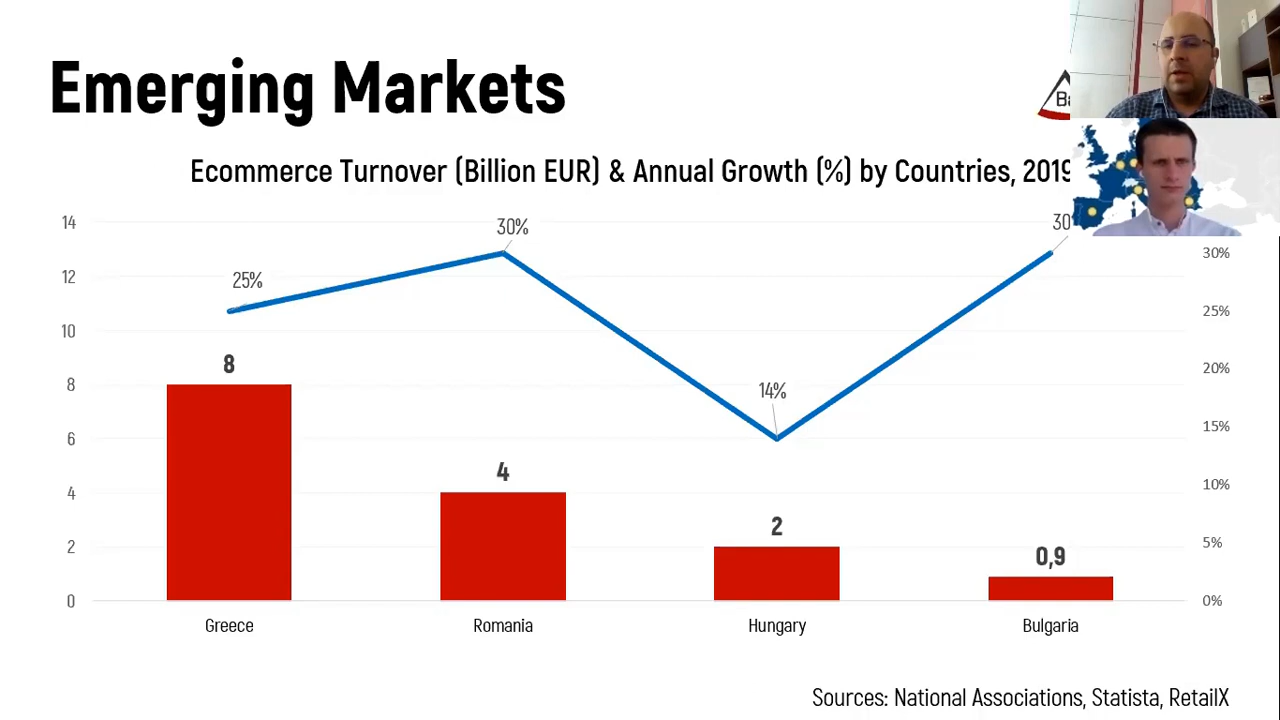 Emerging Markets
Ba
Ecommerce Turnover (Billion EUR) & Annual Growth (%) by Countries, 2019
14
12
10
8
6
4
2
0
25%
30%
14%
30
8
4
2
0,9
30%
25%
20%
15%
10%
5%
0%
Greece
Romania
Hungary
Bulgaria
Sources: National Associations, Statista, RetailX